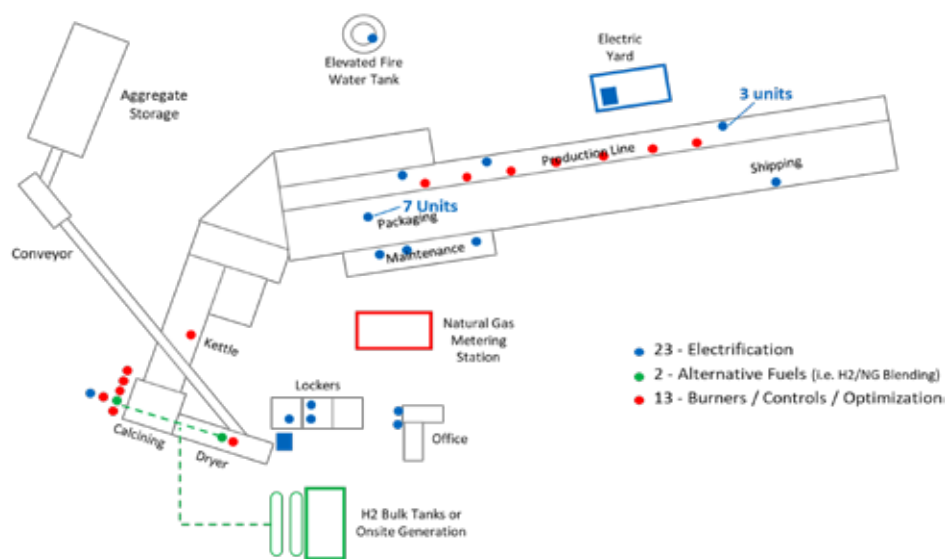 Elevated Fire
Water Tank
Electric
Yard
Aggregate
Storage
3 units
Production Line
Shipping
7 Units
Packaging
Maintenance
Conveyor
Kettle
Natural Gas
Metering
Station
23 - Electrification
2 - Alternative Fuels (i.e. H2/NG Blending)
13 - Burners / Controls / Optimization
Lockers
Calcining
Dryer
Office
H2 Bulk Tanks or
Onsite Generation